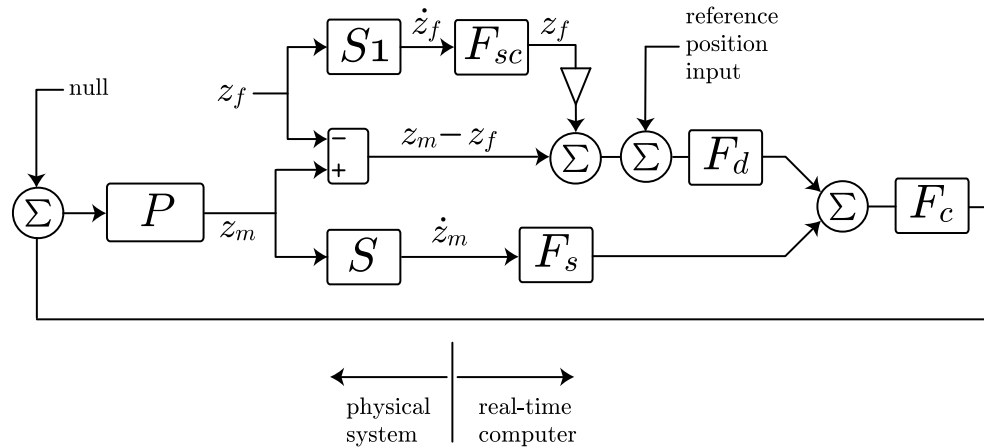 reference
position
input
null
z_f
S1
ż_f
F_sc
z_f
−
+
z_m − z_f
Σ
Σ
F_d
Σ
P
z_m
S
ż_m
F_s
Σ
F_c
physical
system
real-time
computer